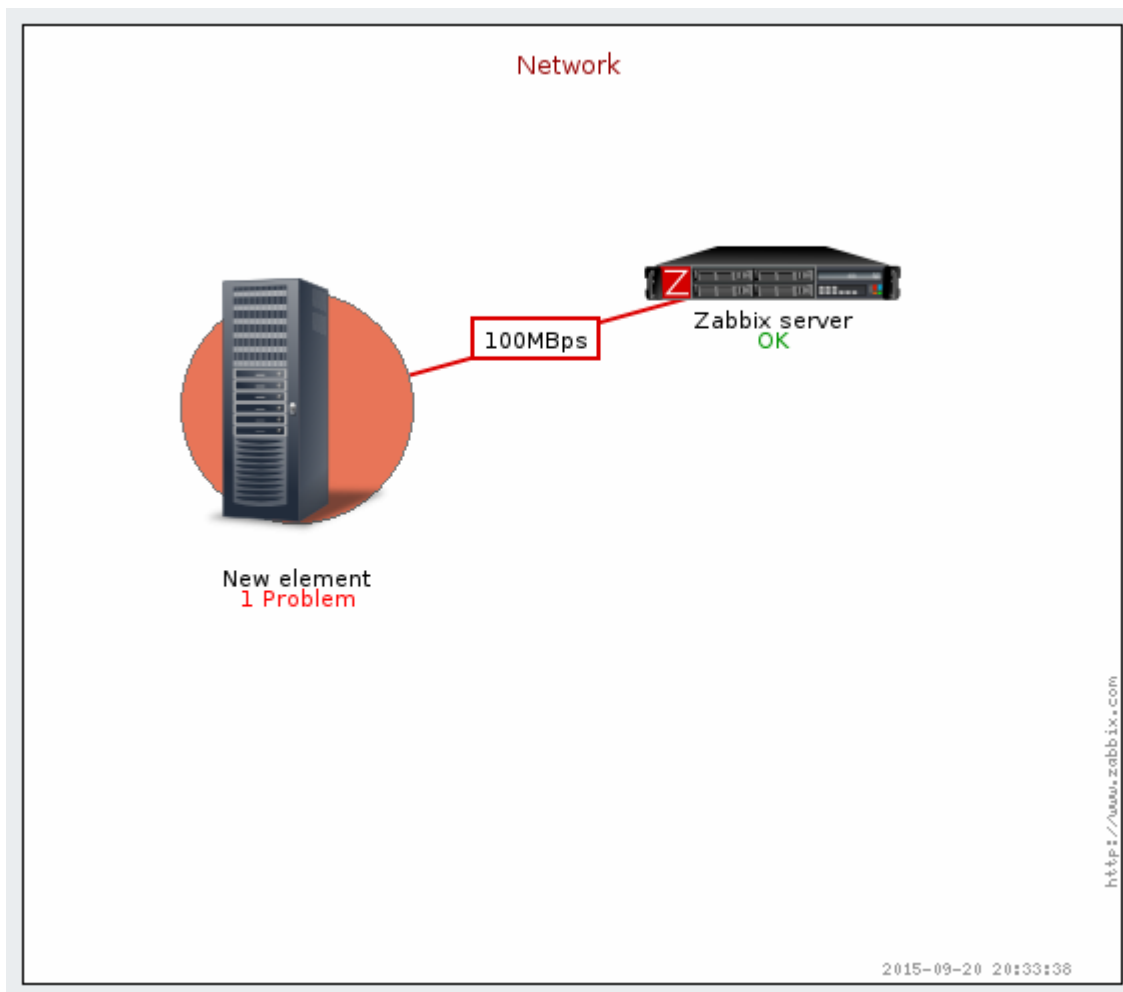 Network
Z
Zabbix server
OK
100MBps
New element
1 Problem
http://www.zabbix.com
2015-09-20 20:33:38